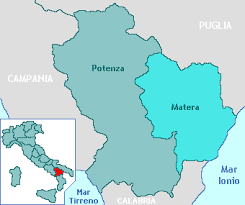 PUGLIA
Potenza
CAMPANIA
Matera
Mar
Ionio
Mar
Tirreno
CALABRIA